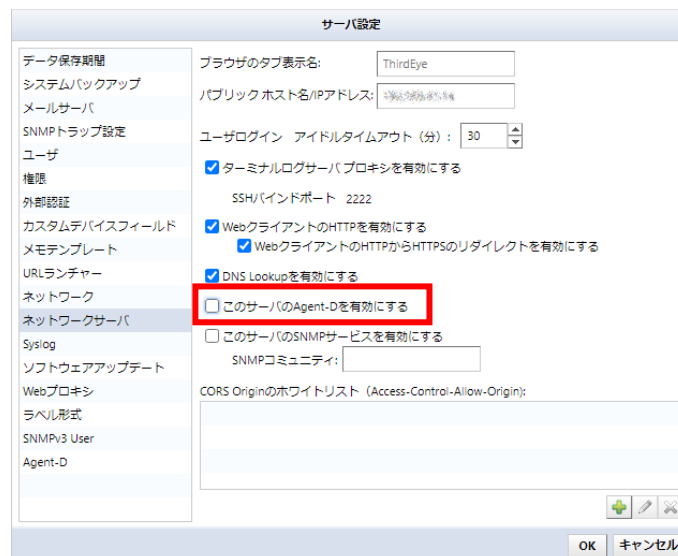 サーバ設定
データ保存期間
システムバックアップ
メールサーバ
SNMPトラップ設定
ユーザ
権限
外部認証
カスタムデバイスフィールド
メモテンプレート
URLランチャー
ネットワーク
ネットワークサーバ
Syslog
ソフトウェアアップデート
Webプロキシ
ラベル形式
SNMPv3 User
Agent-D
ブラウザのタブ表示名: ThirdEye
パブリック ホスト名/IPアドレス:
ユーザログイン アイドルタイムアウト（分）: 30
ターミナルログサーバ プロキシを有効にする
SSHバインドポート 2222
WebクライアントのHTTPを有効にする
WebクライアントのHTTPからHTTPSのリダイレクトを有効にする
DNS Lookupを有効にする
このサーバのAgent-Dを有効にする
このサーバのSNMPサービスを有効にする
SNMPコミュニティ:
CORS Originのホワイトリスト（Access-Control-Allow-Origin):
OK キャンセル